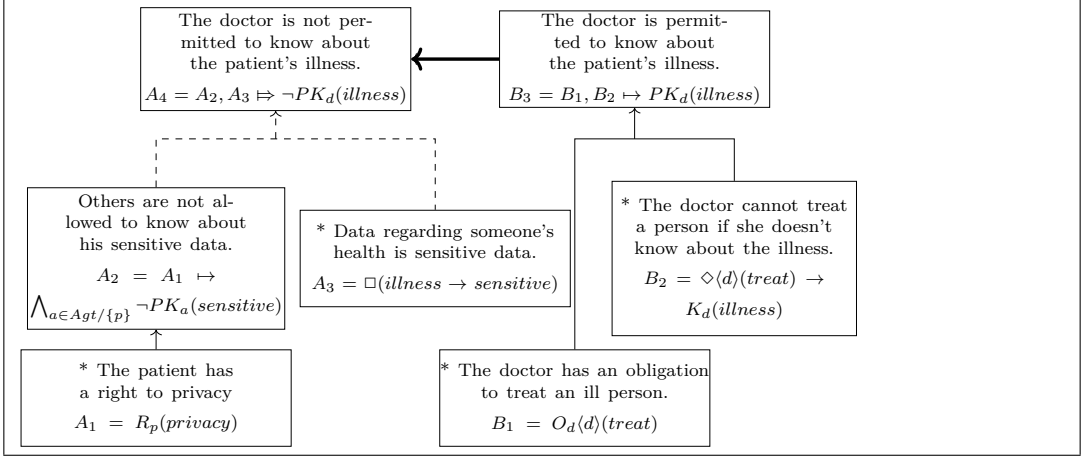 The doctor is not per-
mitted to know about
the patient's illness.
A₄ = A₂, A₃ ⤇ ¬PK_d(illness)
The doctor is permit-
ted to know about
the patient's illness.
B₃ = B₁, B₂ ↦ PK_d(illness)
Others are not al-
lowed to know about
his sensitive data.
A₂ = A₁ ↦
⋀_{a∈Agt/{p}} ¬PK_a(sensitive)
* Data regarding someone's
health is sensitive data.
A₃ = □(illness → sensitive)
* The doctor cannot treat
a person if she doesn't
know about the illness.
B₂ = ◇⟨d⟩(treat) →
K_d(illness)
* The patient has
a right to privacy
A₁ = R_p(privacy)
* The doctor has an obligation
to treat an ill person.
B₁ = O_d⟨d⟩(treat)